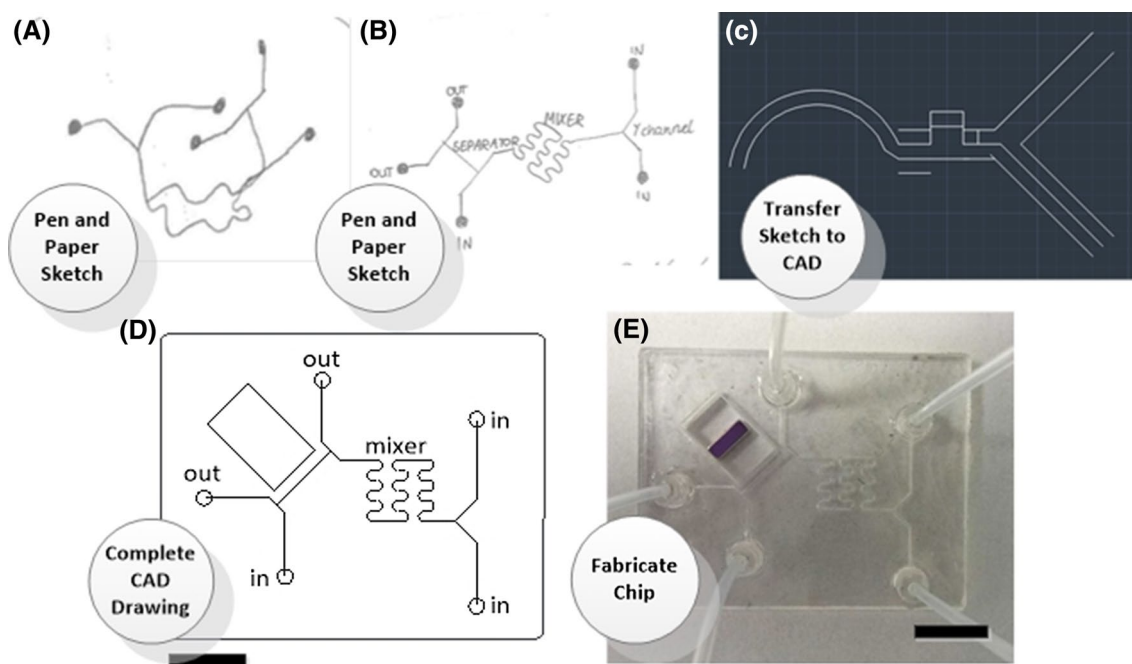 (A)
Pen and
Paper
Sketch
(B)
OUT
OUT
SEPARATOR
IN
MIXER
IN
Y channel
IN
Pen and
Paper
Sketch
(c)
Transfer
Sketch to
CAD
(D)
out
out
in
mixer
in
in
Complete
CAD
Drawing
(E)
Fabricate
Chip